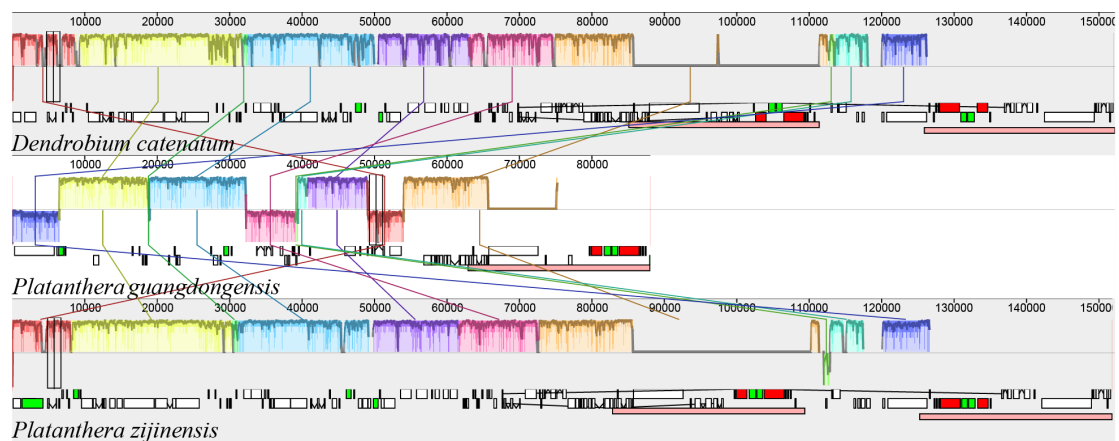 10000 20000 30000 40000 50000 60000 70000 80000 90000 100000 110000 120000 130000 140000 150000
Dendrobium catenatum
10000 20000 30000 40000 50000 60000 70000 80000
Platanthera guangdongensis
10000 20000 30000 40000 50000 60000 70000 80000 90000 100000 110000 120000 130000 140000 150000
Platanthera zijinensis